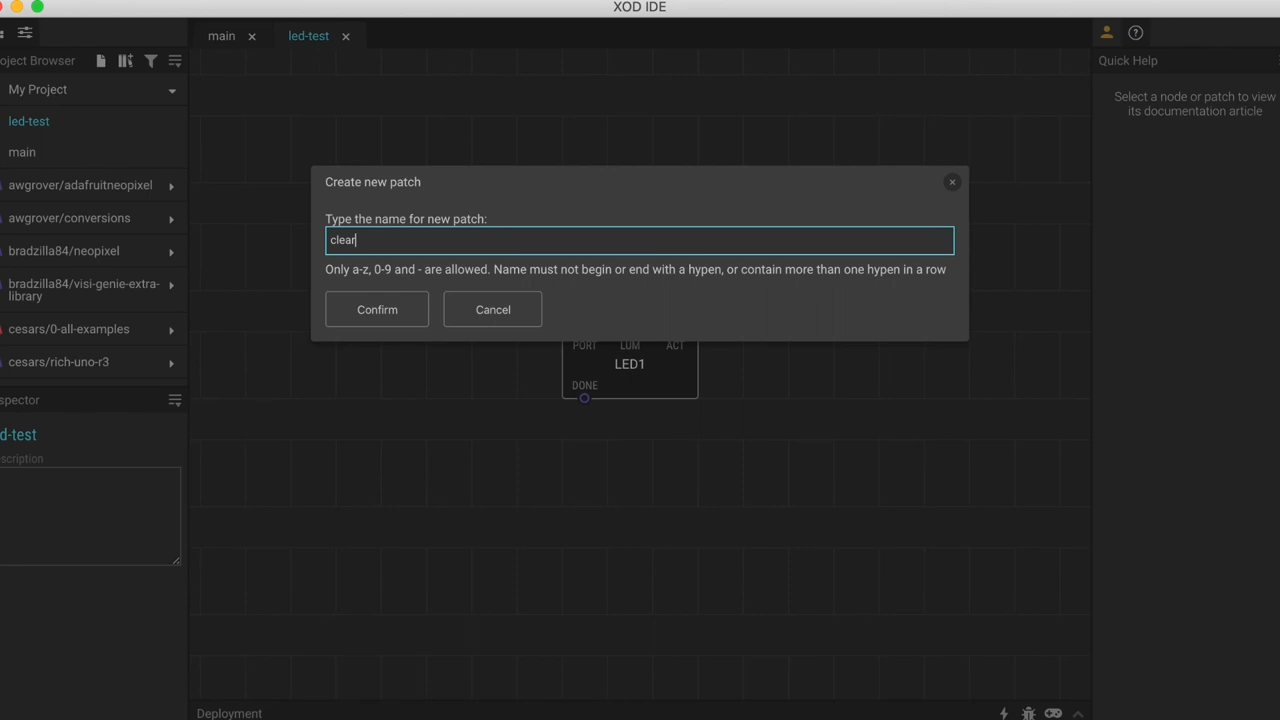 XOD IDE
main
led-test
oject Browser
My Project
led-test
main
awgrover/adafruitneopixel
awgrover/conversions
bradzilla84/neopixel
bradzilla84/visi-genie-extra-
library
cesars/0-all-examples
cesars/rich-uno-r3
spector
d-test
scription
Create new patch
Type the name for new patch:
clear
Only a-z, 0-9 and - are allowed. Name must not begin or end with a hypen, or contain more than one hypen in a row
Confirm
Cancel
PORT LUM ACT
LED1
DONE
Quick Help
Select a node or patch to view
its documentation article
Deployment